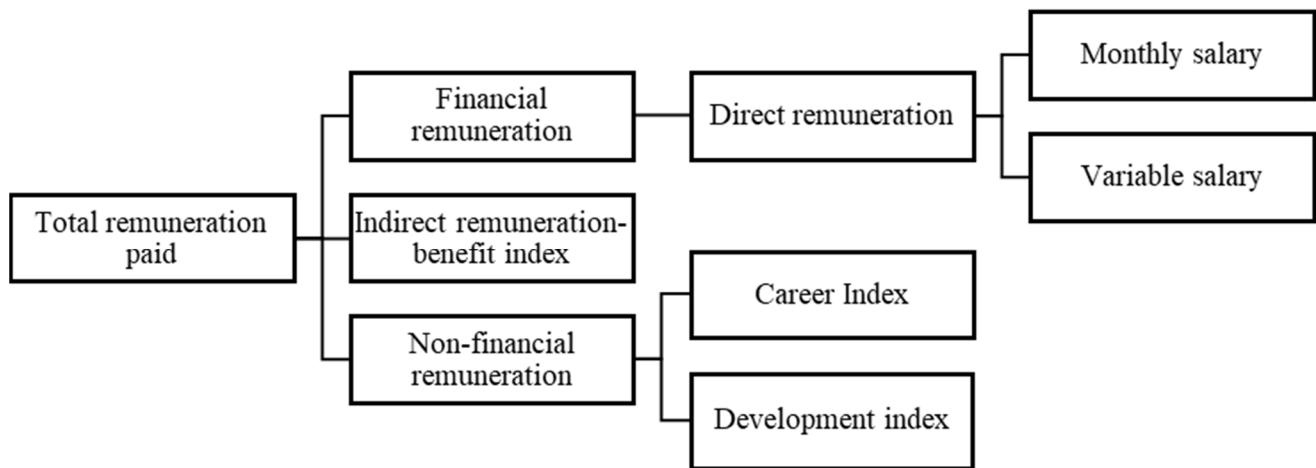 Total remuneration
paid
Financial
remuneration
Indirect remuneration-
benefit index
Non-financial
remuneration
Direct remuneration
Career Index
Development index
Monthly salary
Variable salary